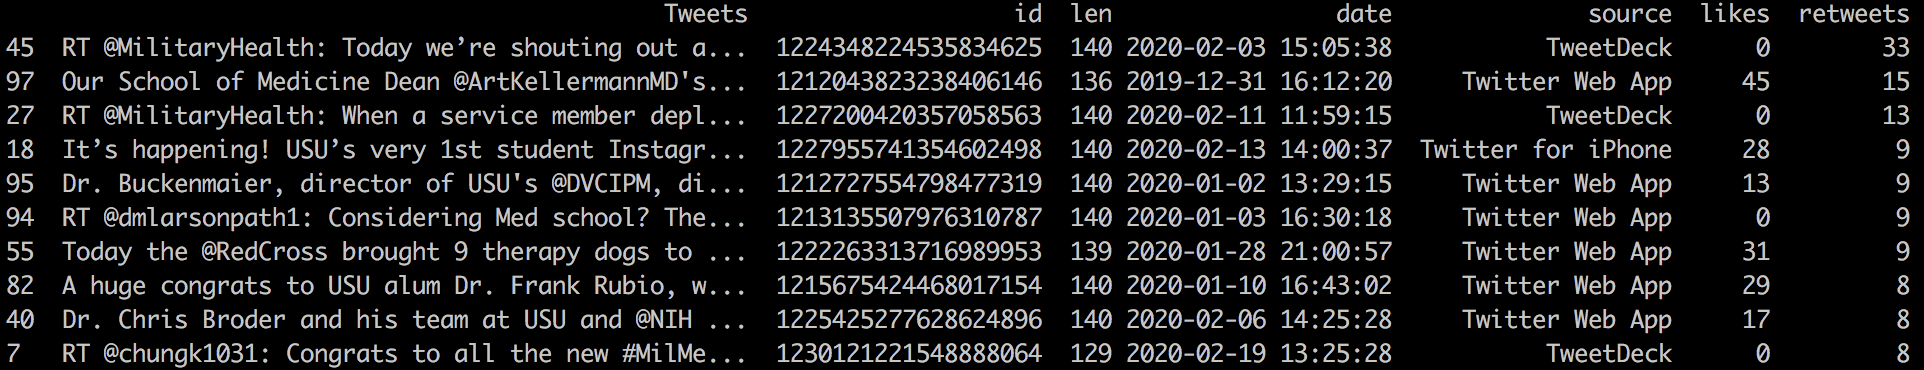 Tweets id len date source likes retweets
45 RT @MilitaryHealth: Today we’re shouting out a... 1224348224535834625 140 2020-02-03 15:05:38 TweetDeck 0 33
97 Our School of Medicine Dean @ArtKellermannMD's... 1212043823238406146 136 2019-12-31 16:12:20 Twitter Web App 45 15
27 RT @MilitaryHealth: When a service member depl... 1227200420357058563 140 2020-02-11 11:59:15 TweetDeck 0 13
18 It’s happening! USU’s very 1st student Instagr... 1227955741354602498 140 2020-02-13 14:00:37 Twitter for iPhone 28 9
95 Dr. Buckenmaier, director of USU's @DVCIPM, di... 1212727554798477319 140 2020-01-02 13:29:15 Twitter Web App 13 9
94 RT @dmlarsonpath1: Considering Med school? The... 1213135507976310787 140 2020-01-03 16:30:18 Twitter Web App 0 9
55 Today the @RedCross brought 9 therapy dogs to ... 1222263313716989953 139 2020-01-28 21:00:57 Twitter Web App 31 9
82 A huge congrats to USU alum Dr. Frank Rubio, w... 1215675424468017154 140 2020-01-10 16:43:02 Twitter Web App 29 8
40 Dr. Chris Broder and his team at USU and @NIH ... 1225425277628624896 140 2020-02-06 14:25:28 Twitter Web App 17 8
7 RT @chungk1031: Congrats to all the new #MilMe... 1230121221548888064 129 2020-02-19 13:25:28 TweetDeck 0 8